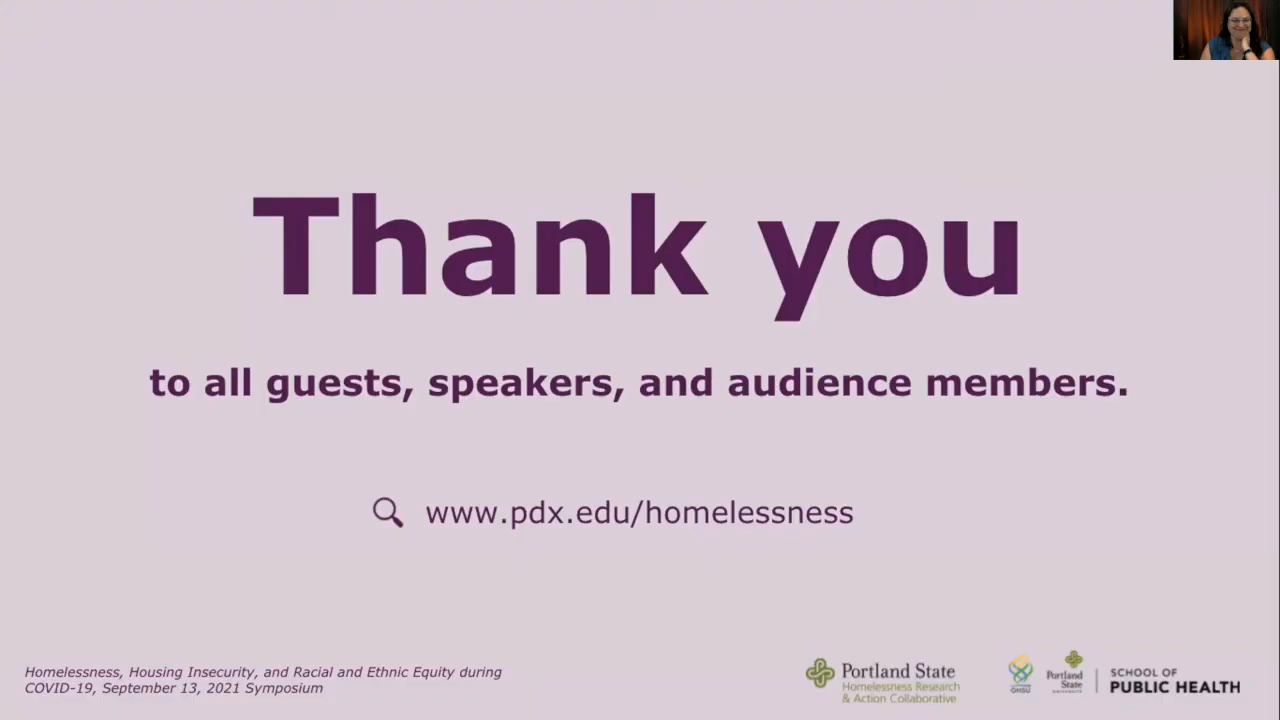 Thank you
to all guests, speakers, and audience members.
www.pdx.edu/homelessness
Homelessness, Housing Insecurity, and Racial and Ethnic Equity during
COVID-19, September 13, 2021 Symposium
Portland State
Homelessness Research
& Action Collaborative
OHSU
Portland
State
UNIVERSITY
SCHOOL OF
PUBLIC HEALTH